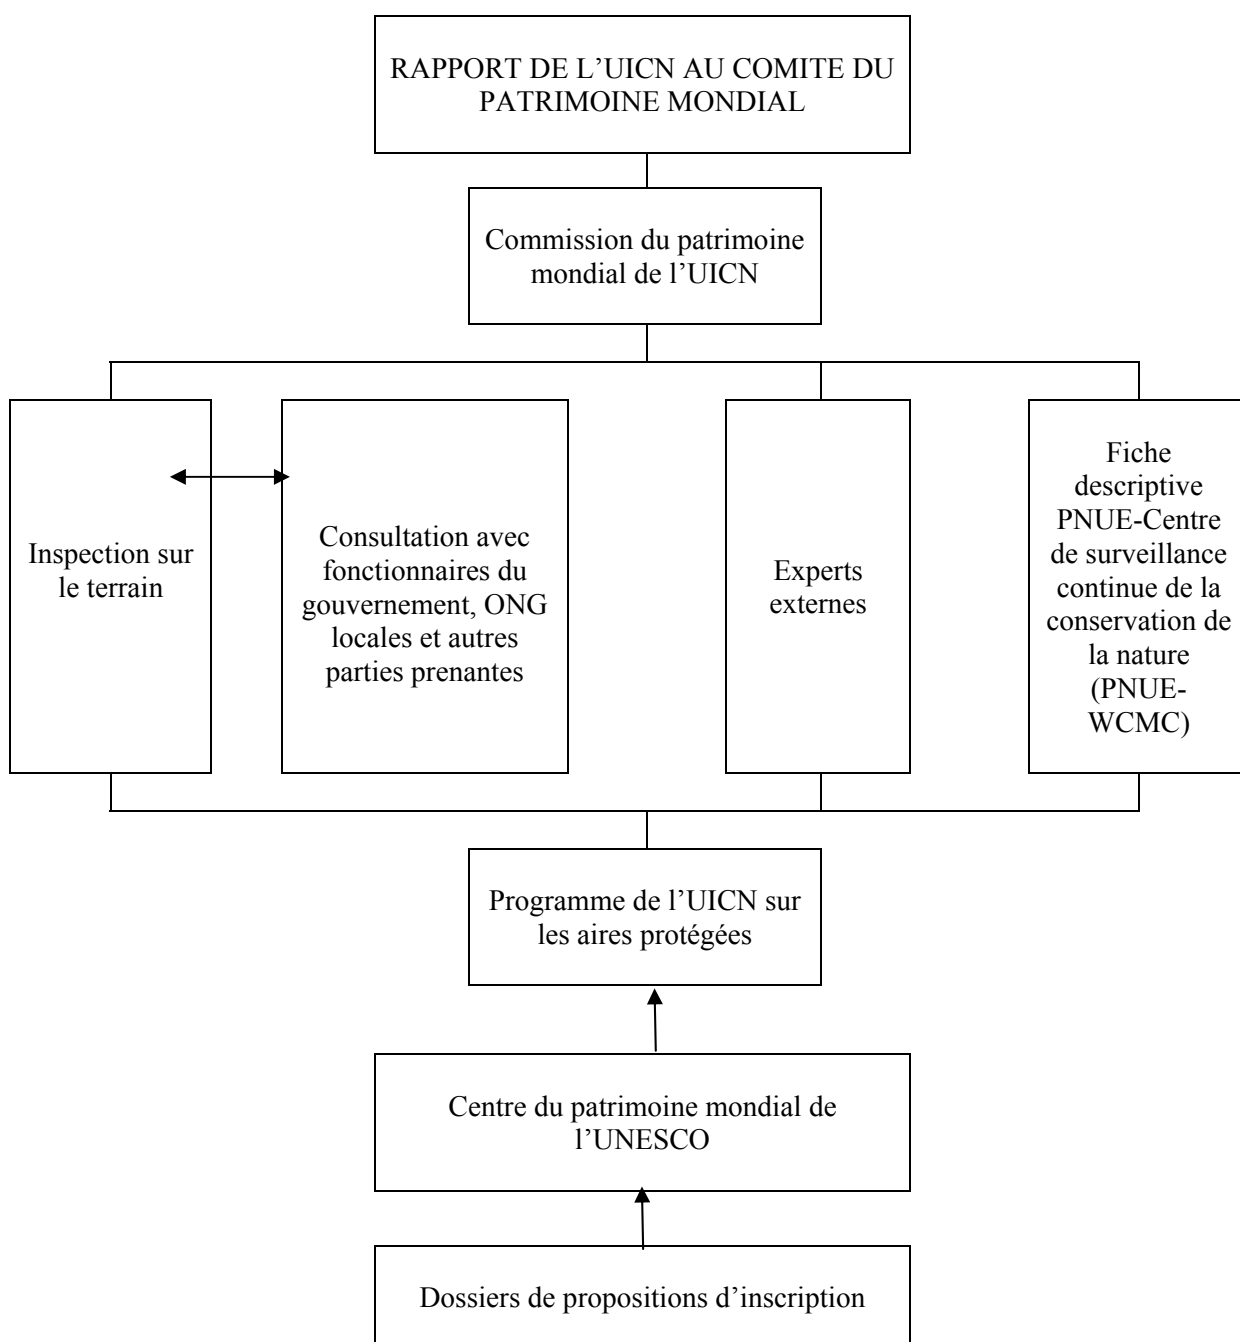 RAPPORT DE L’UICN AU COMITE DU
PATRIMOINE MONDIAL
Commission du patrimoine
mondial de l’UICN
Inspection sur
le terrain
Consultation avec
fonctionnaires du
gouvernement, ONG
locales et autres
parties prenantes
Experts
externes
Fiche
descriptive
PNUE-Centre
de surveillance
continue de la
conservation de
la nature
(PNUE-
WCMC)
Programme de l’UICN sur
les aires protégées
Centre du patrimoine mondial de
l’UNESCO
Dossiers de propositions d’inscription